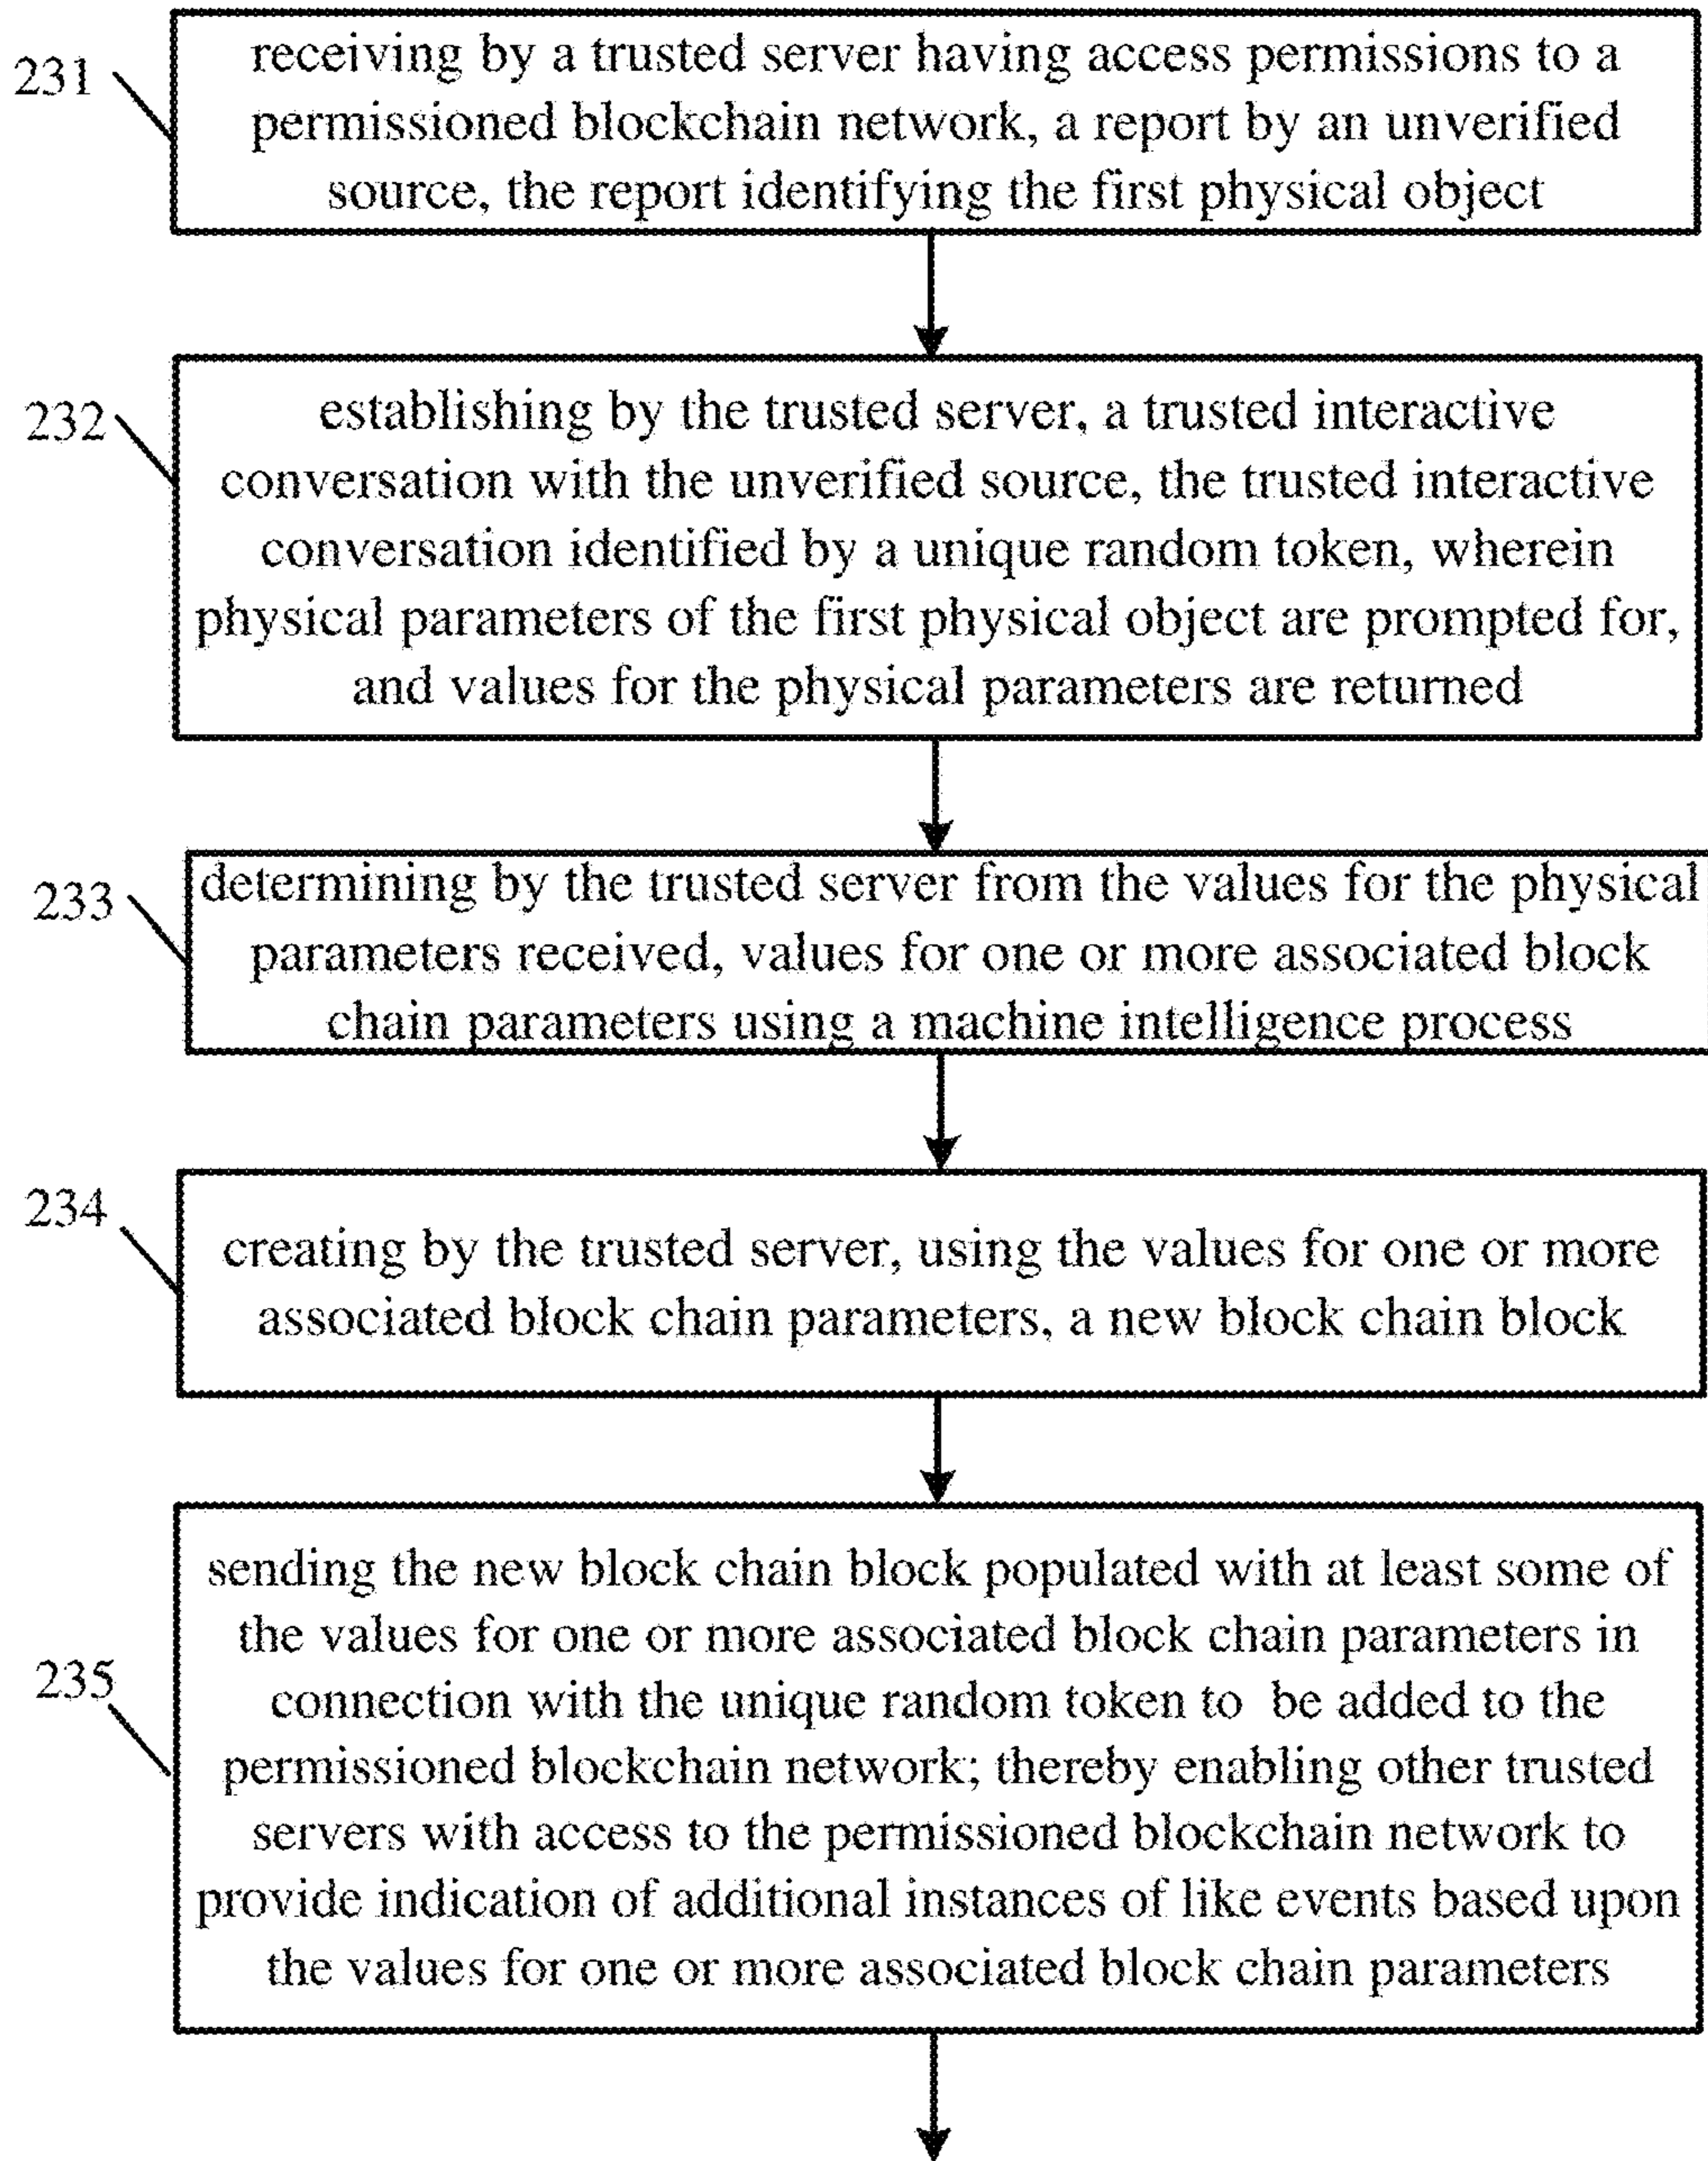 231
receiving by a trusted server having access permissions to a
permissioned blockchain network, a report by an unverified
source, the report identifying the first physical object
232
establishing by the trusted server, a trusted interactive
conversation with the unverified source, the trusted interactive
conversation identified by a unique random token, wherein
physical parameters of the first physical object are prompted for,
and values for the physical parameters are returned
233
determining by the trusted server from the values for the physical
parameters received, values for one or more associated block
chain parameters using a machine intelligence process
234
creating by the trusted server, using the values for one or more
associated block chain parameters, a new block chain block
235
sending the new block chain block populated with at least some of
the values for one or more associated block chain parameters in
connection with the unique random token to be added to the
permissioned blockchain network; thereby enabling other trusted
servers with access to the permissioned blockchain network to
provide indication of additional instances of like events based upon
the values for one or more associated block chain parameters